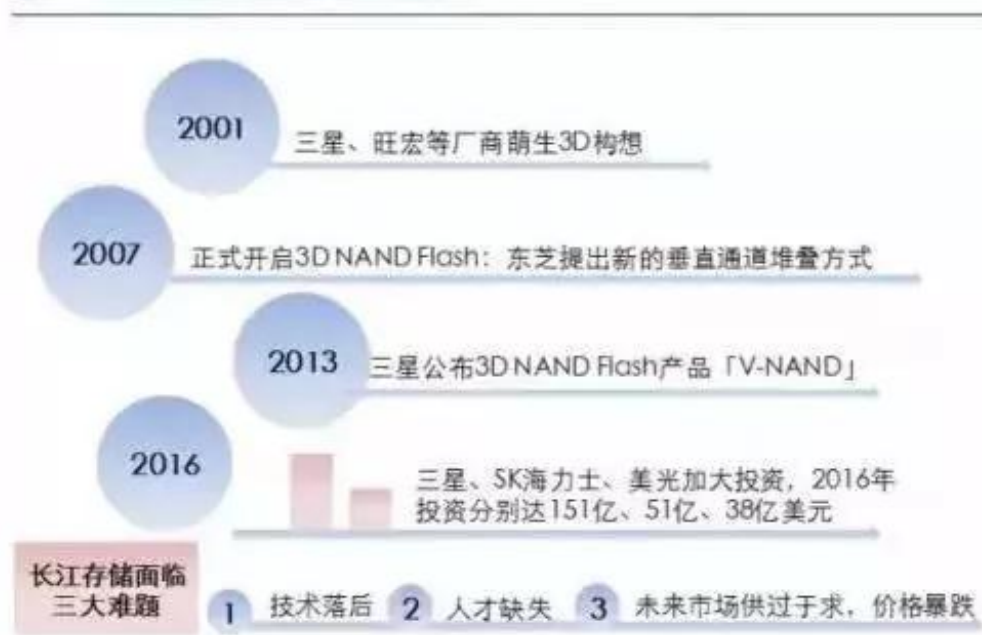 2001
三星、旺宏等厂商萌生3D构想
2007
正式开启3D NAND Flash：东芝提出新的垂直通道堆叠方式
2013
三星公布3D NAND Flash产品「V-NAND」
2016
三星、SK海力士、美光加大投资，2016年
投资分别达151亿、51亿、38亿美元
长江存储面临
三大难题
1 技术落后 2 人才缺失 3 未来市场供过于求，价格暴跌